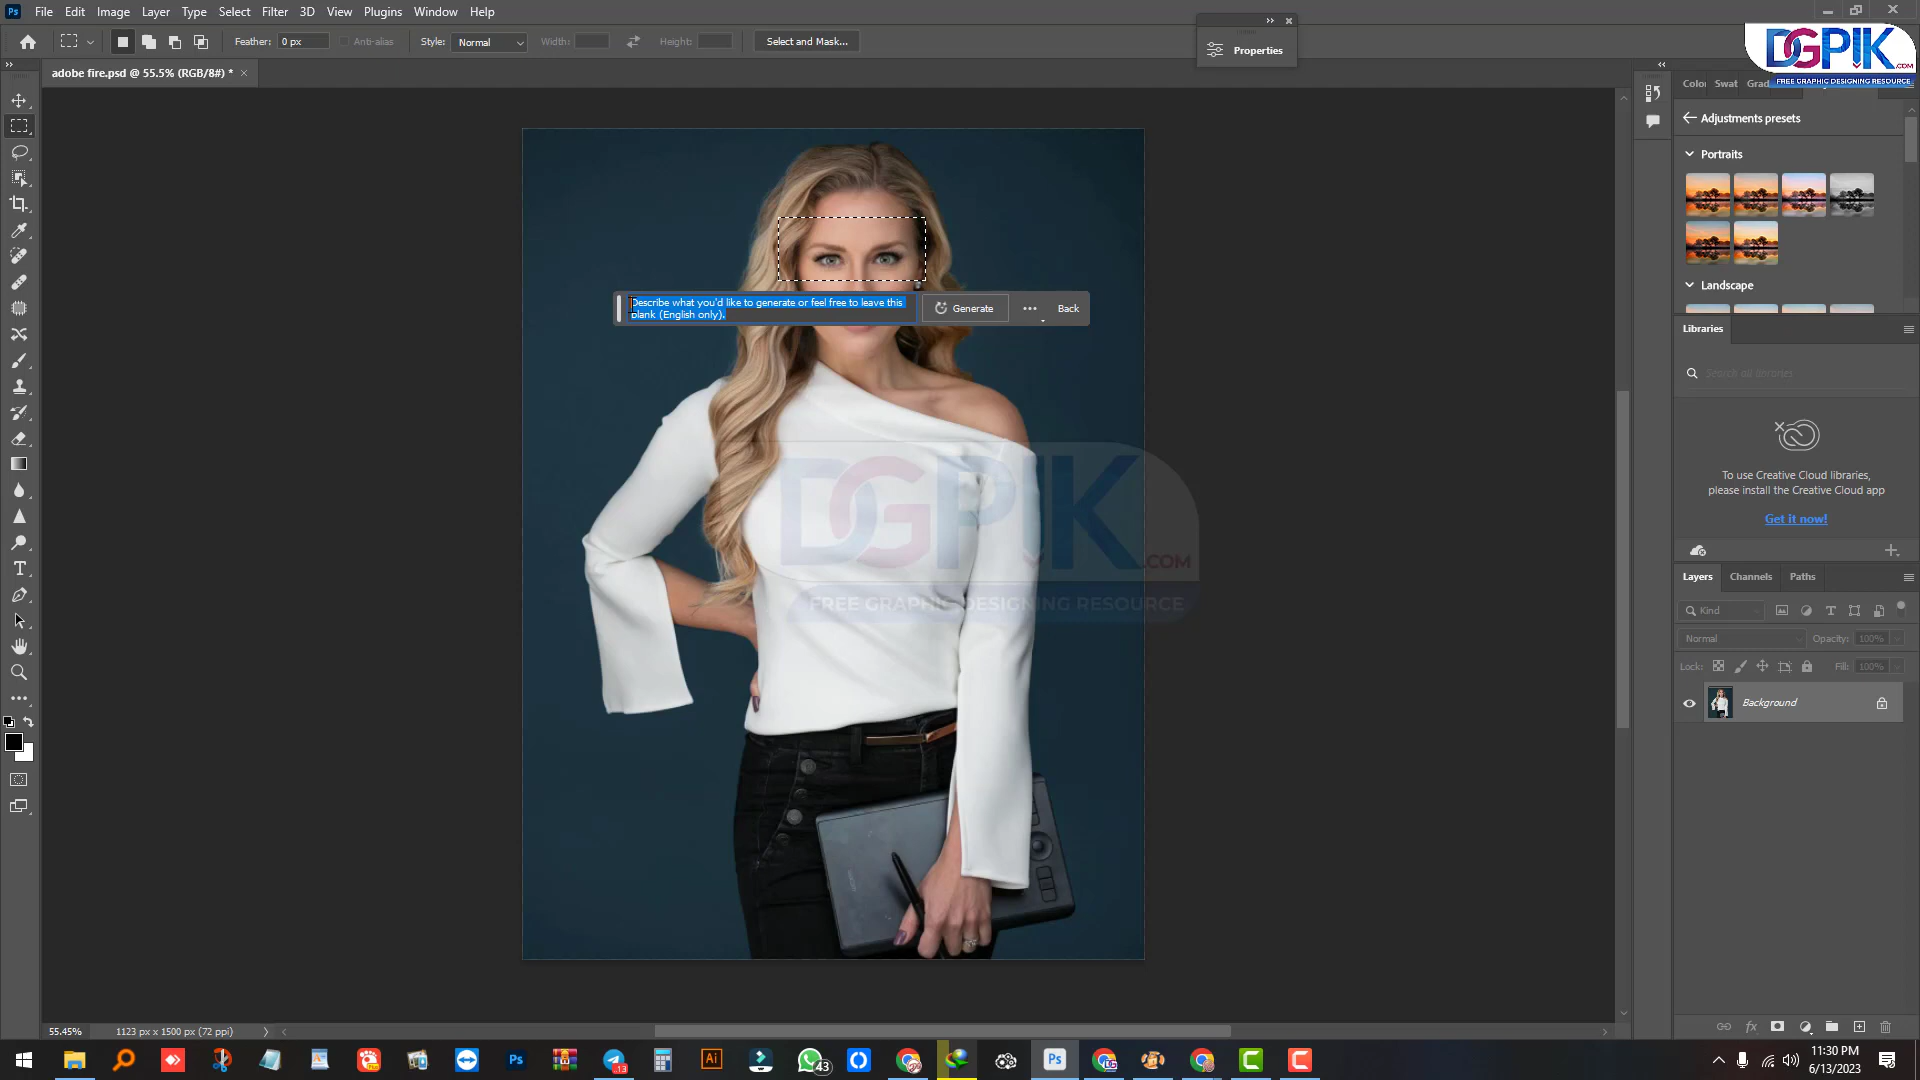 Ps File Edit Image Layer Type Select Filter 3D View Plugins Window Help
Feather: 0 px Anti-alias Style: Normal Width: Height: Select and Mask...
Properties
DGPIK.COM
FREE GRAPHIC DESIGNING RESOURCE
adobe fire.psd @ 55.5% (RGB/8#) *
Swat Grad
Adjustments presets
Portraits
Landscape
Describe what you'd like to generate or feel free to leave this
blank (English only).
Generate
Back
Libraries
Search all libraries
To use Creative Cloud libraries,
please install the Creative Cloud app
Get it now!
DGPIK.COM
FREE GRAPHIC DESIGNING RESOURCE
Layers Channels Paths
Kind
Normal Opacity: 100%
Lock: Fill: 100%
Background
55.45% 1123 px x 1500 px (72 ppi)
13
Ps
Ai
43
Ps
11:30 PM
6/13/2023